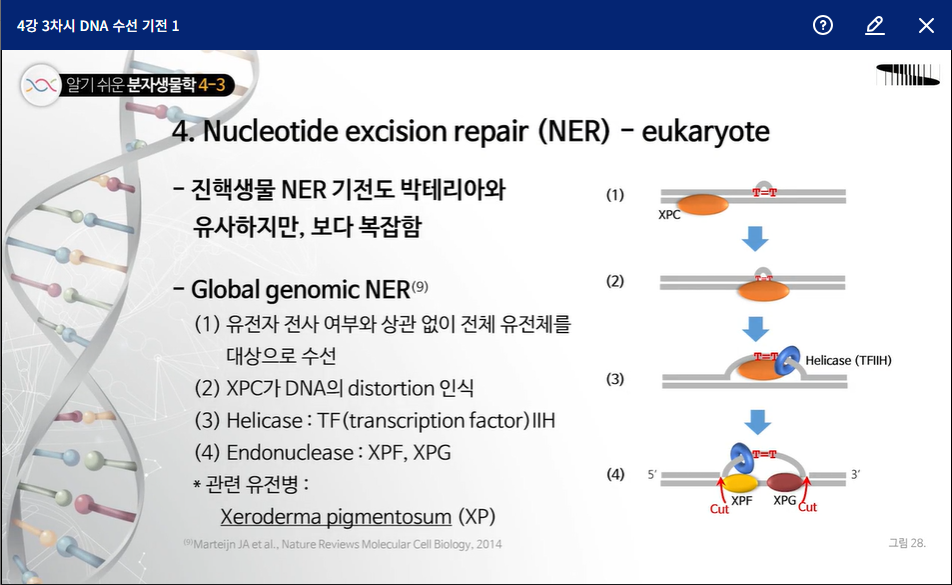 4강 3차시 DNA 수선 기전 1
알기 쉬운 분자생물학 4-3
4. Nucleotide excision repair (NER) - eukaryote
- 진핵생물 NER 기전도 박테리아와
유사하지만, 보다 복잡함
- Global genomic NER(9)
(1) 유전자 전사 여부와 상관 없이 전체 유전체를
대상으로 수선
(2) XPC가 DNA의 distortion 인식
(3) Helicase : TF(transcription factor)IIH
(4) Endonuclease : XPF, XPG
* 관련 유전병 :
Xeroderma pigmentosum (XP)
(9)Marteijn JA et al., Nature Reviews Molecular Cell Biology, 2014
(1)
T=T
XPC
(2)
T=T
(3)
T=T
Helicase (TFIIH)
(4)
5′
T=T
3′
Cut
XPF
XPG
Cut
그림 28.